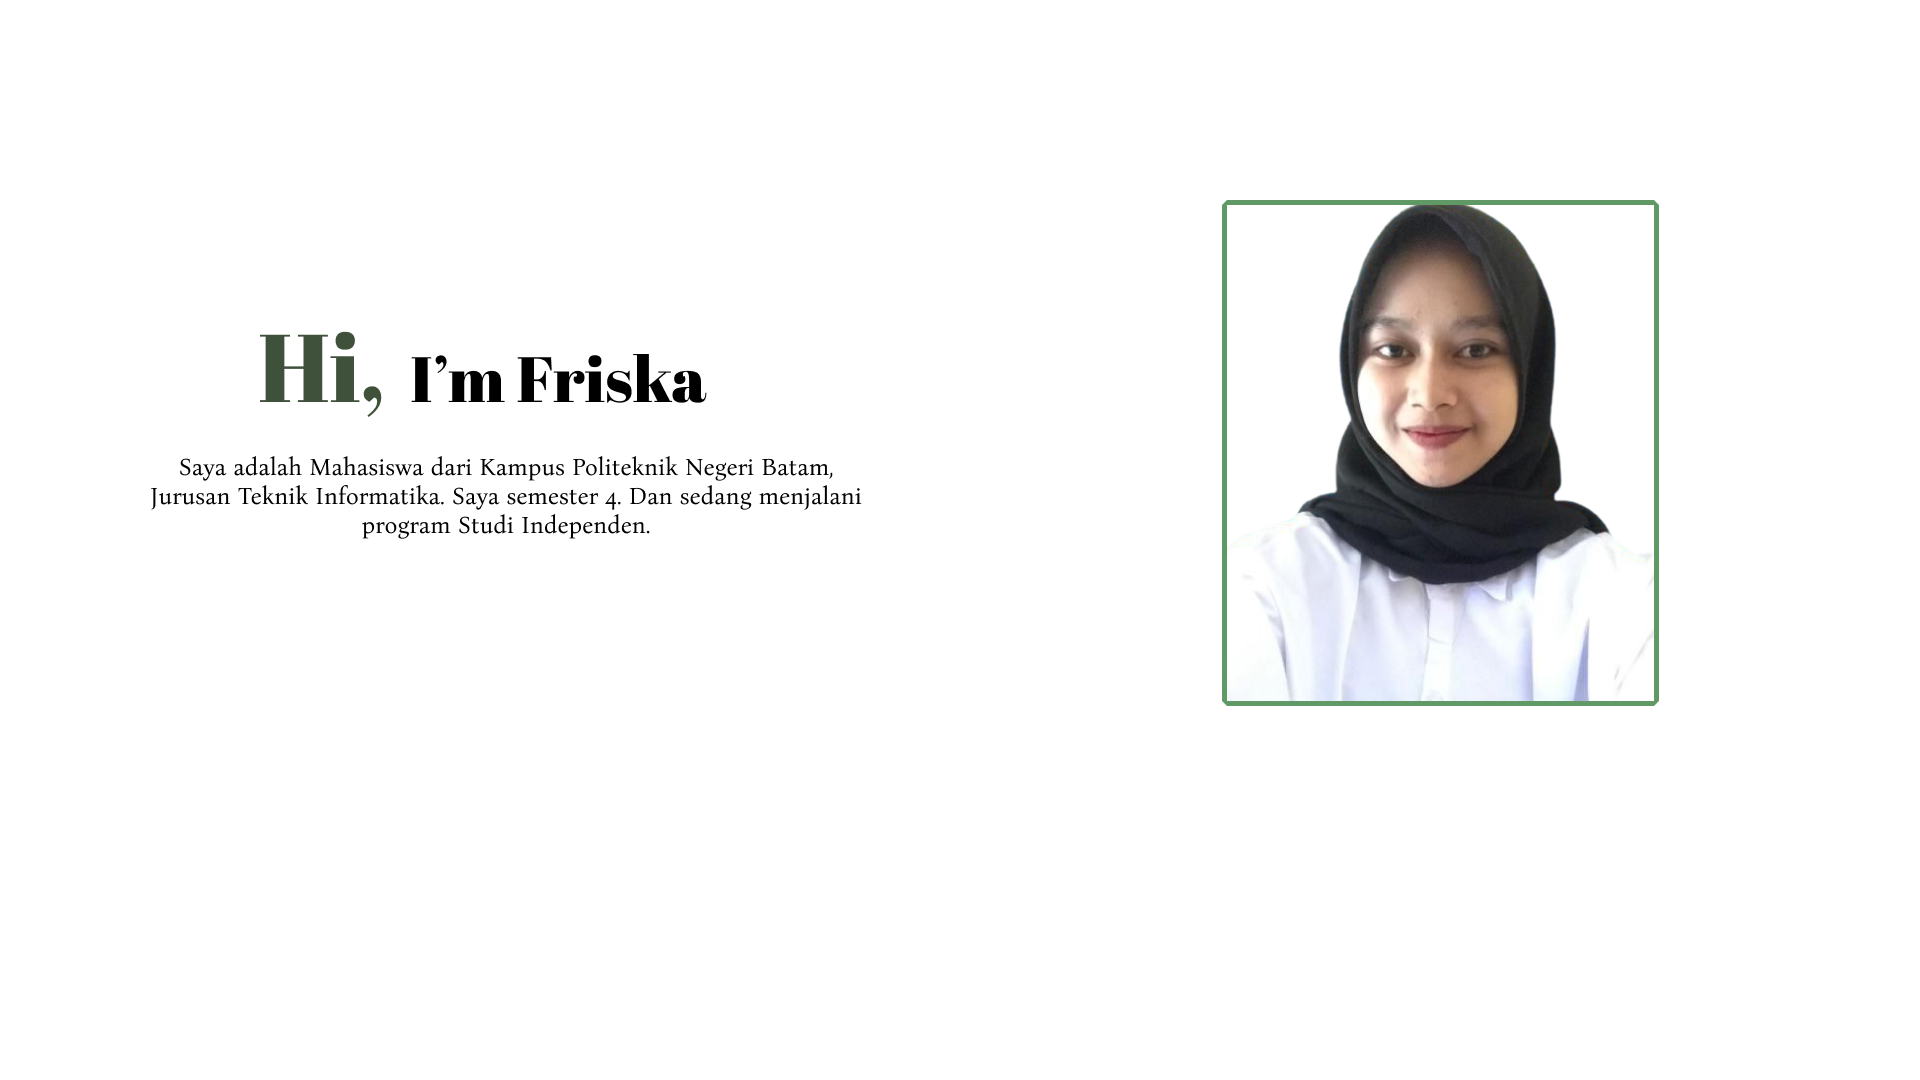 Hi, I’m Friska
Saya adalah Mahasiswa dari Kampus Politeknik Negeri Batam,
Jurusan Teknik Informatika. Saya semester 4. Dan sedang menjalani
program Studi Independen.